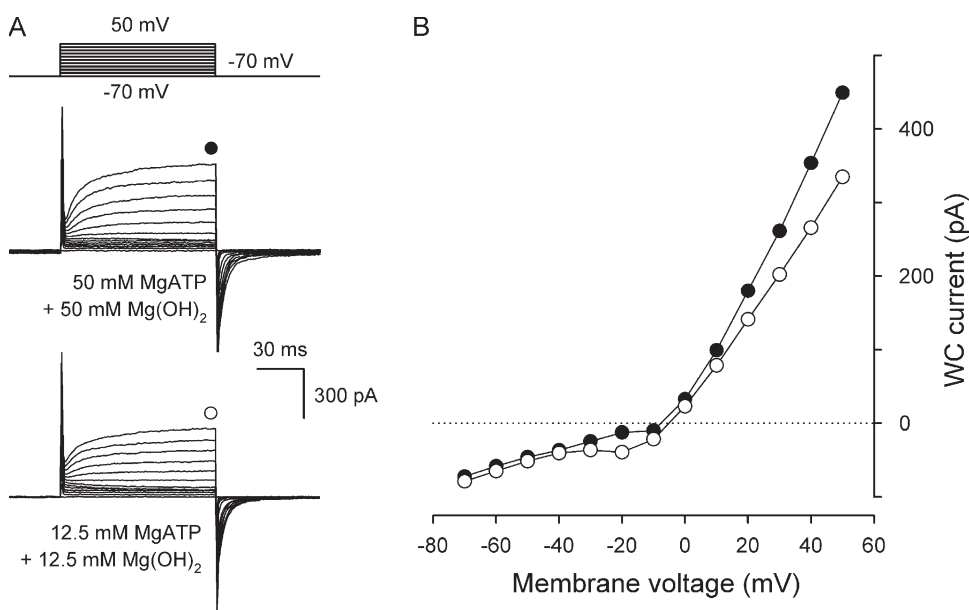 A
50 mV
-70 mV
-70 mV
50 mM MgATP
+ 50 mM Mg(OH)₂
30 ms
300 pA
12.5 mM MgATP
+ 12.5 mM Mg(OH)₂
B
400
200
0
WC current (pA)
-80 -60 -40 -20 0 20 40 60
Membrane voltage (mV)